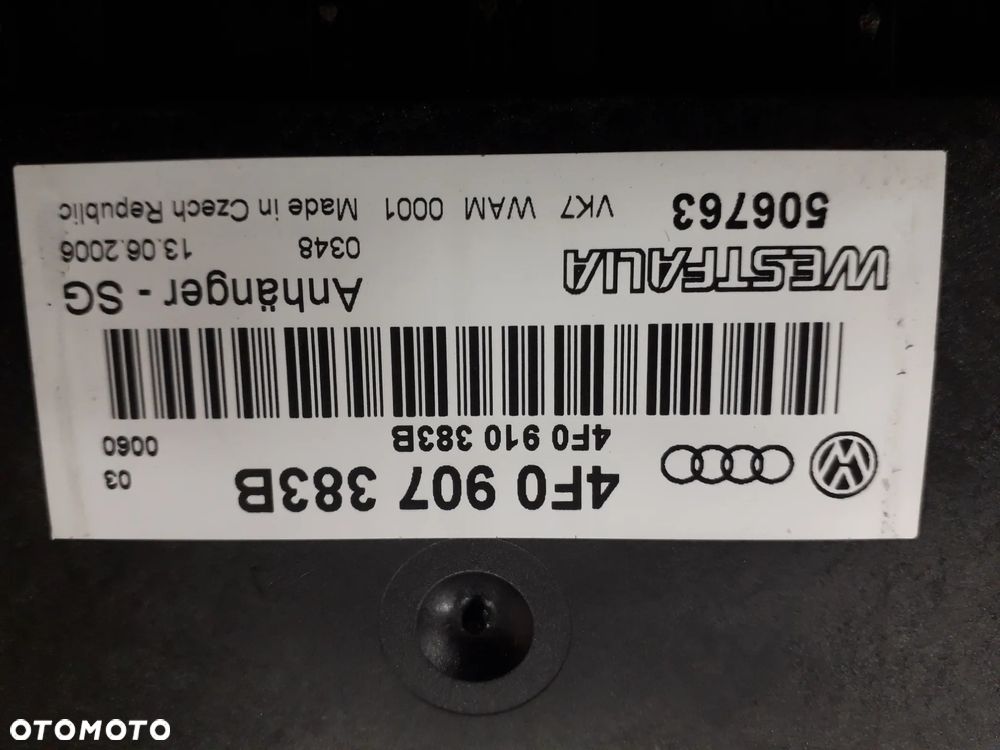 4F0 907 383B 03
4F0 910 383B 0060
WESTFALIA Anhänger - SG
0348 13.06.2006
506763 VK7 WAM 0001 Made in Czech Republic
OTOMOTO